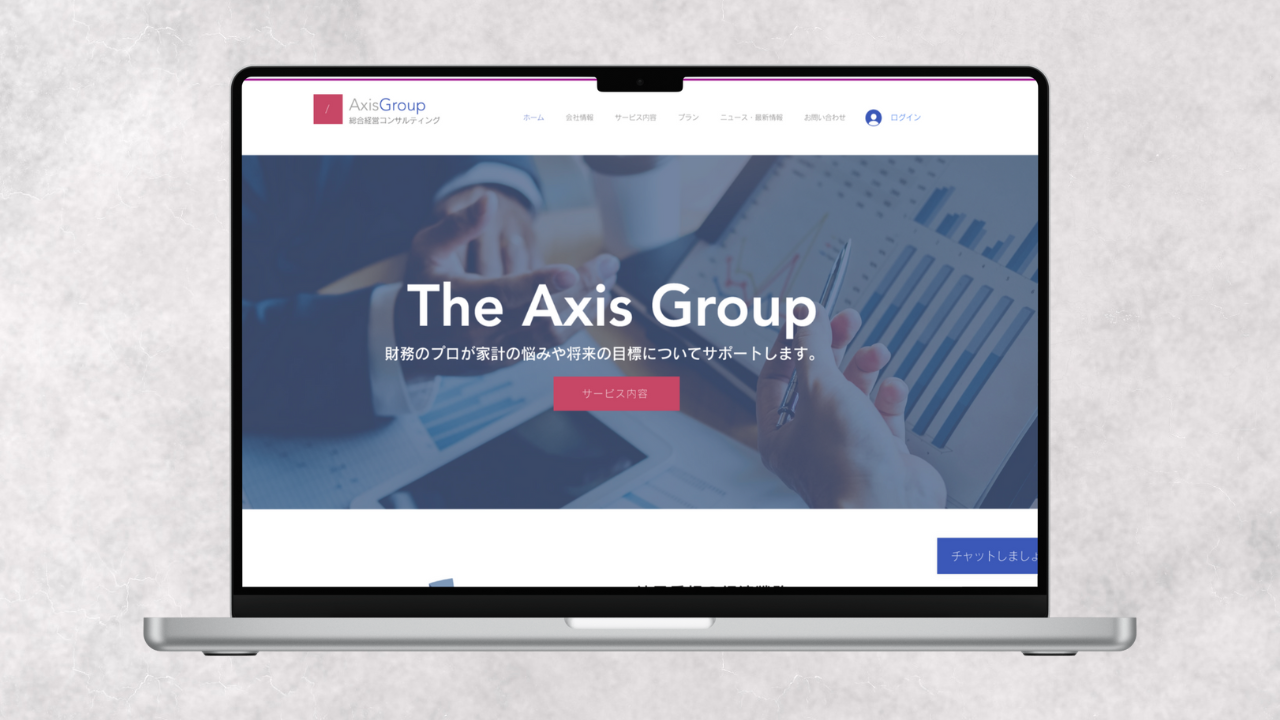 /
AxisGroup
総合経営コンサルティング
ホーム 会社情報 サービス内容 プラン ニュース・最新情報 お問い合わせ ログイン
The Axis Group
財務のプロが家計の悩みや将来の目標についてサポートします。
サービス内容
チャットしまし